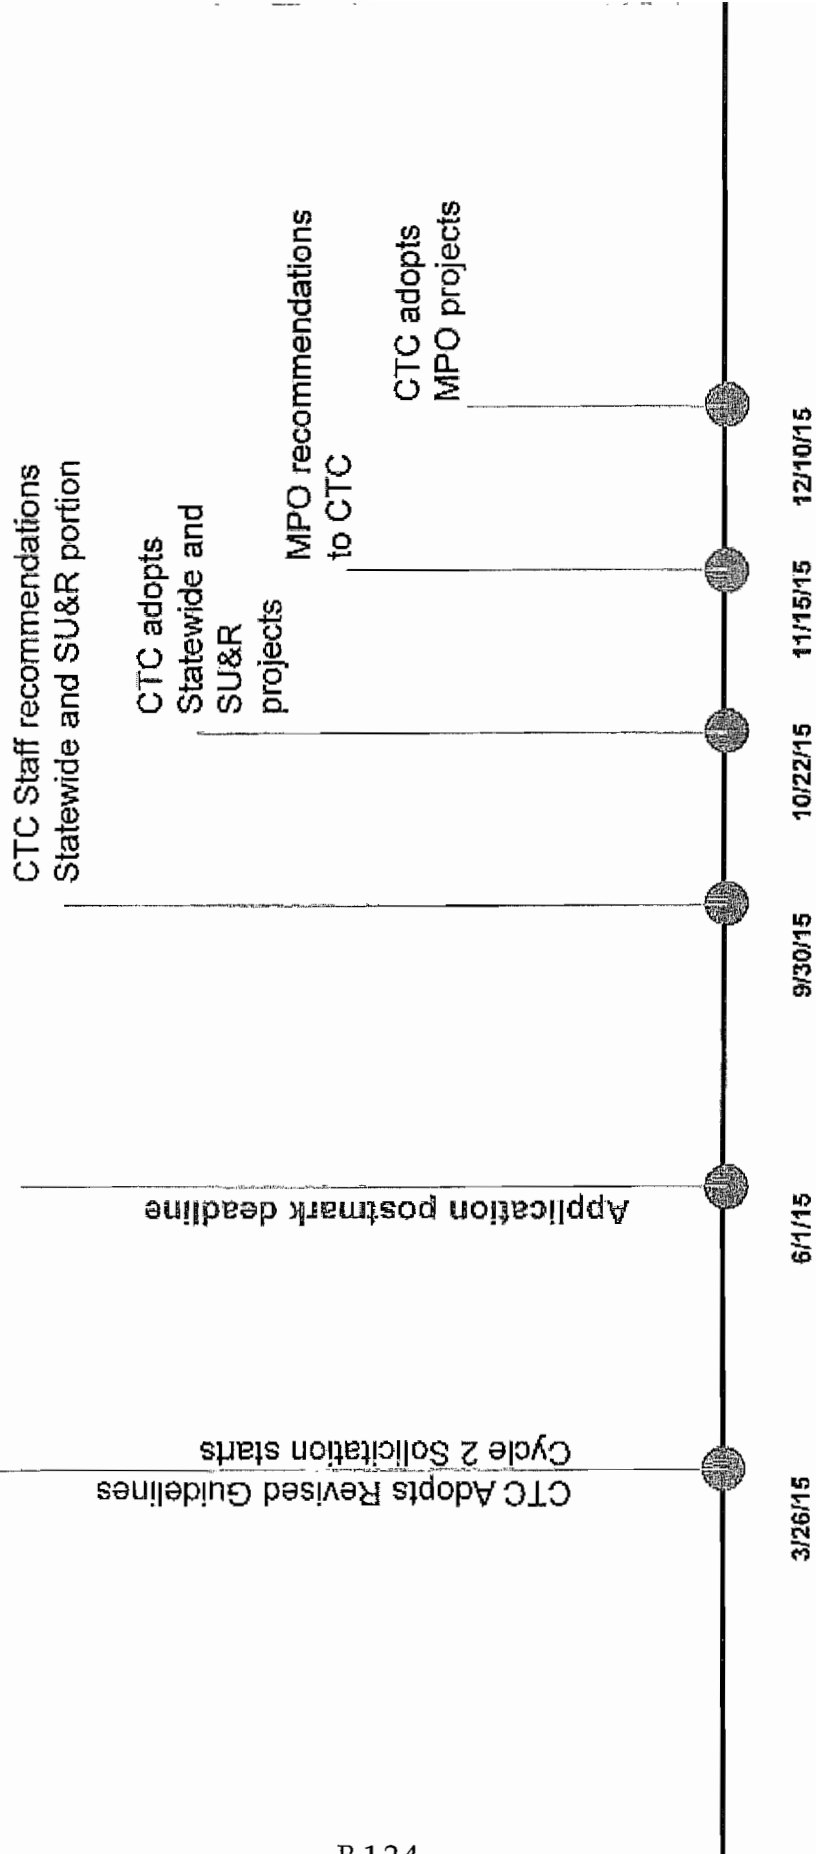 CTC Adopts Revised Guidelines
Cycle 2 Solicitation starts
3/26/15
Application postmark deadline
6/1/15
CTC Staff recommendations
Statewide and SU&R portion
9/30/15
CTC adopts
Statewide and
SU&R
projects
10/22/15
MPO recommendations
to CTC
11/15/15
CTC adopts
MPO projects
12/10/15